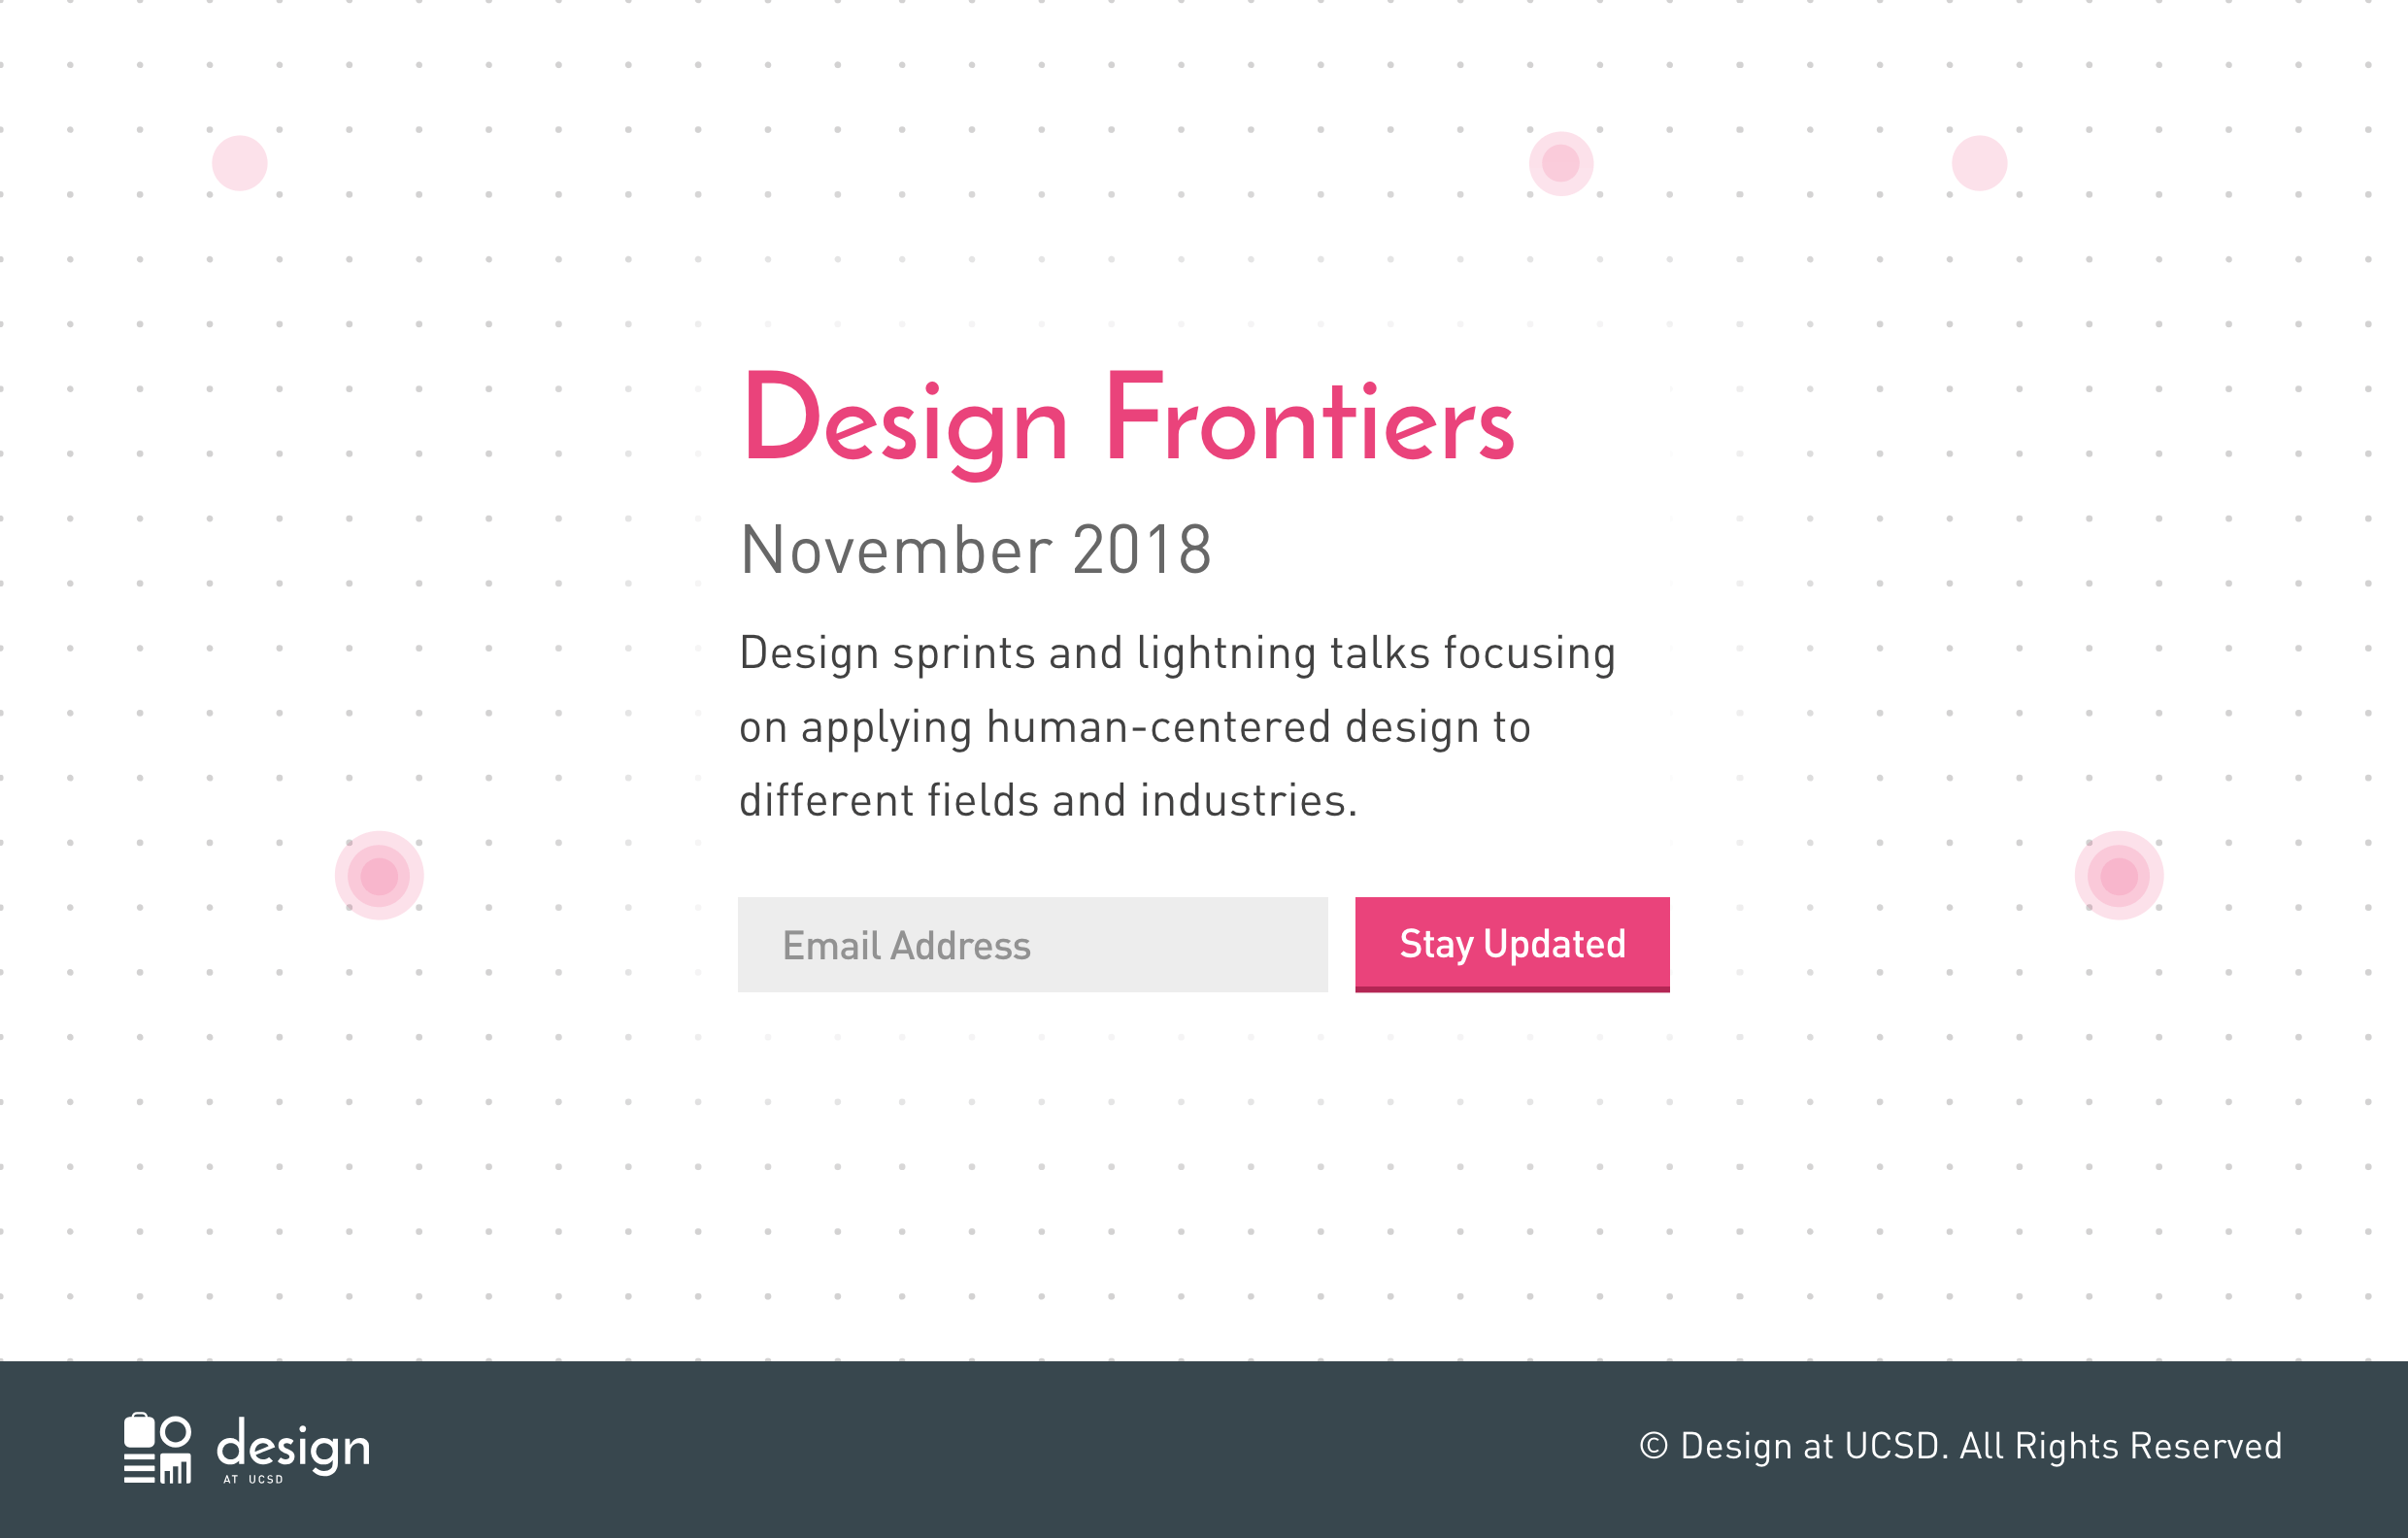 Design Frontiers
November 2018
Design sprints and lightning talks focusing
on applying human-centered design to
different fields and industries.
Email Address
Stay Updated
design
AT UCSD
© Design at UCSD. All Rights Reserved